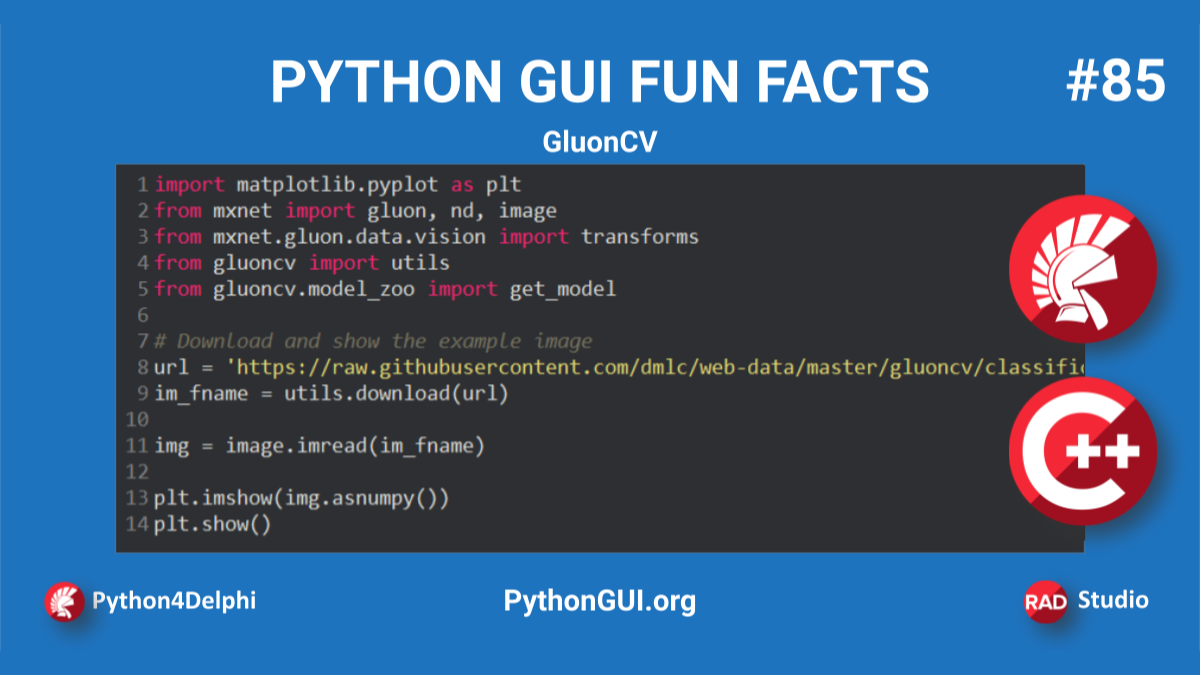 PYTHON GUI FUN FACTS
#85
GluonCV
1 import matplotlib.pyplot as plt
2 from mxnet import gluon, nd, image
3 from mxnet.gluon.data.vision import transforms
4 from gluoncv import utils
5 from gluoncv.model_zoo import get_model
6
7 # Download and show the example image
8 url = 'https://raw.githubusercontent.com/dmlc/web-data/master/gluoncv/classific
9 im_fname = utils.download(url)
10
11 img = image.imread(im_fname)
12
13 plt.imshow(img.asnumpy())
14 plt.show()
C++
Python4Delphi
PythonGUI.org
RAD Studio